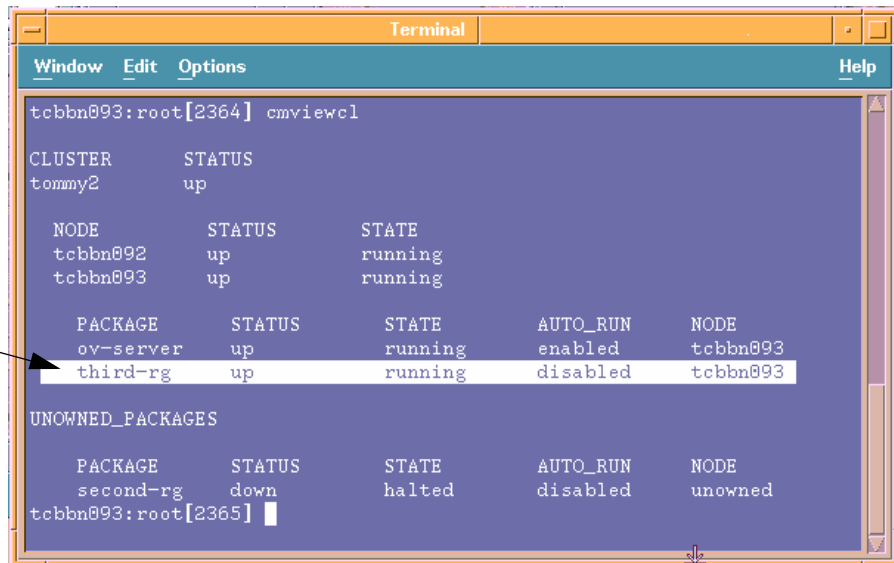 Terminal
Window Edit Options Help
tcbbn093:root[2364] cmviewcl
CLUSTER STATUS
tommy2 up
NODE STATUS STATE
tcbbn092 up running
tcbbn093 up running
PACKAGE STATUS STATE AUTO_RUN NODE
ov-server up running enabled tcbbn093
third-rg up running disabled tcbbn093
UNOWNED_PACKAGES
PACKAGE STATUS STATE AUTO_RUN NODE
second-rg down halted disabled unowned
tcbbn093:root[2365]